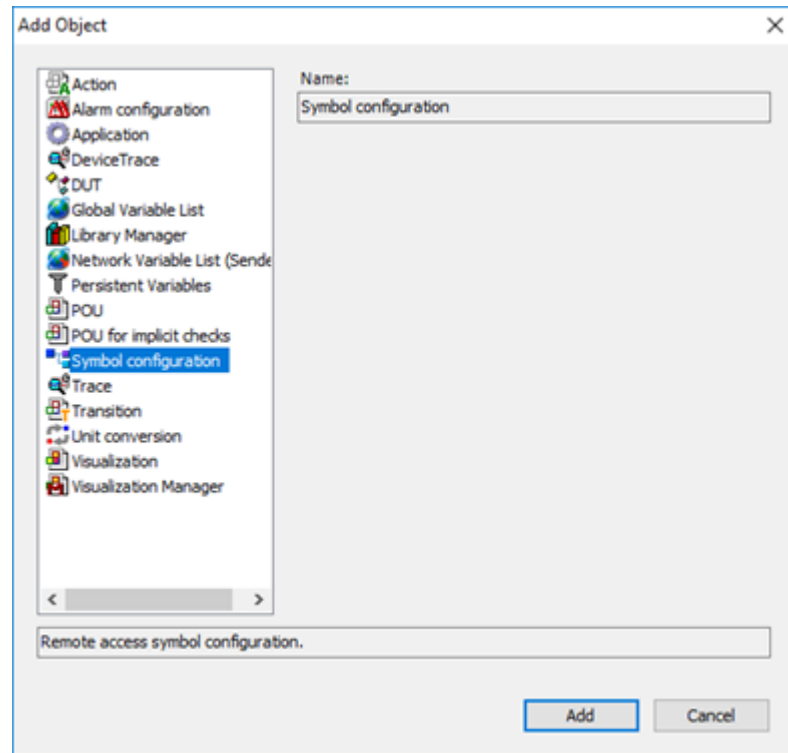 Add Object
Action
Alarm configuration
Application
DeviceTrace
DUT
Global Variable List
Library Manager
Network Variable List (Sende
Persistent Variables
POU
POU for implicit checks
Symbol configuration
Trace
Transition
Unit conversion
Visualization
Visualization Manager
Name:
Symbol configuration
Remote access symbol configuration.
Add
Cancel